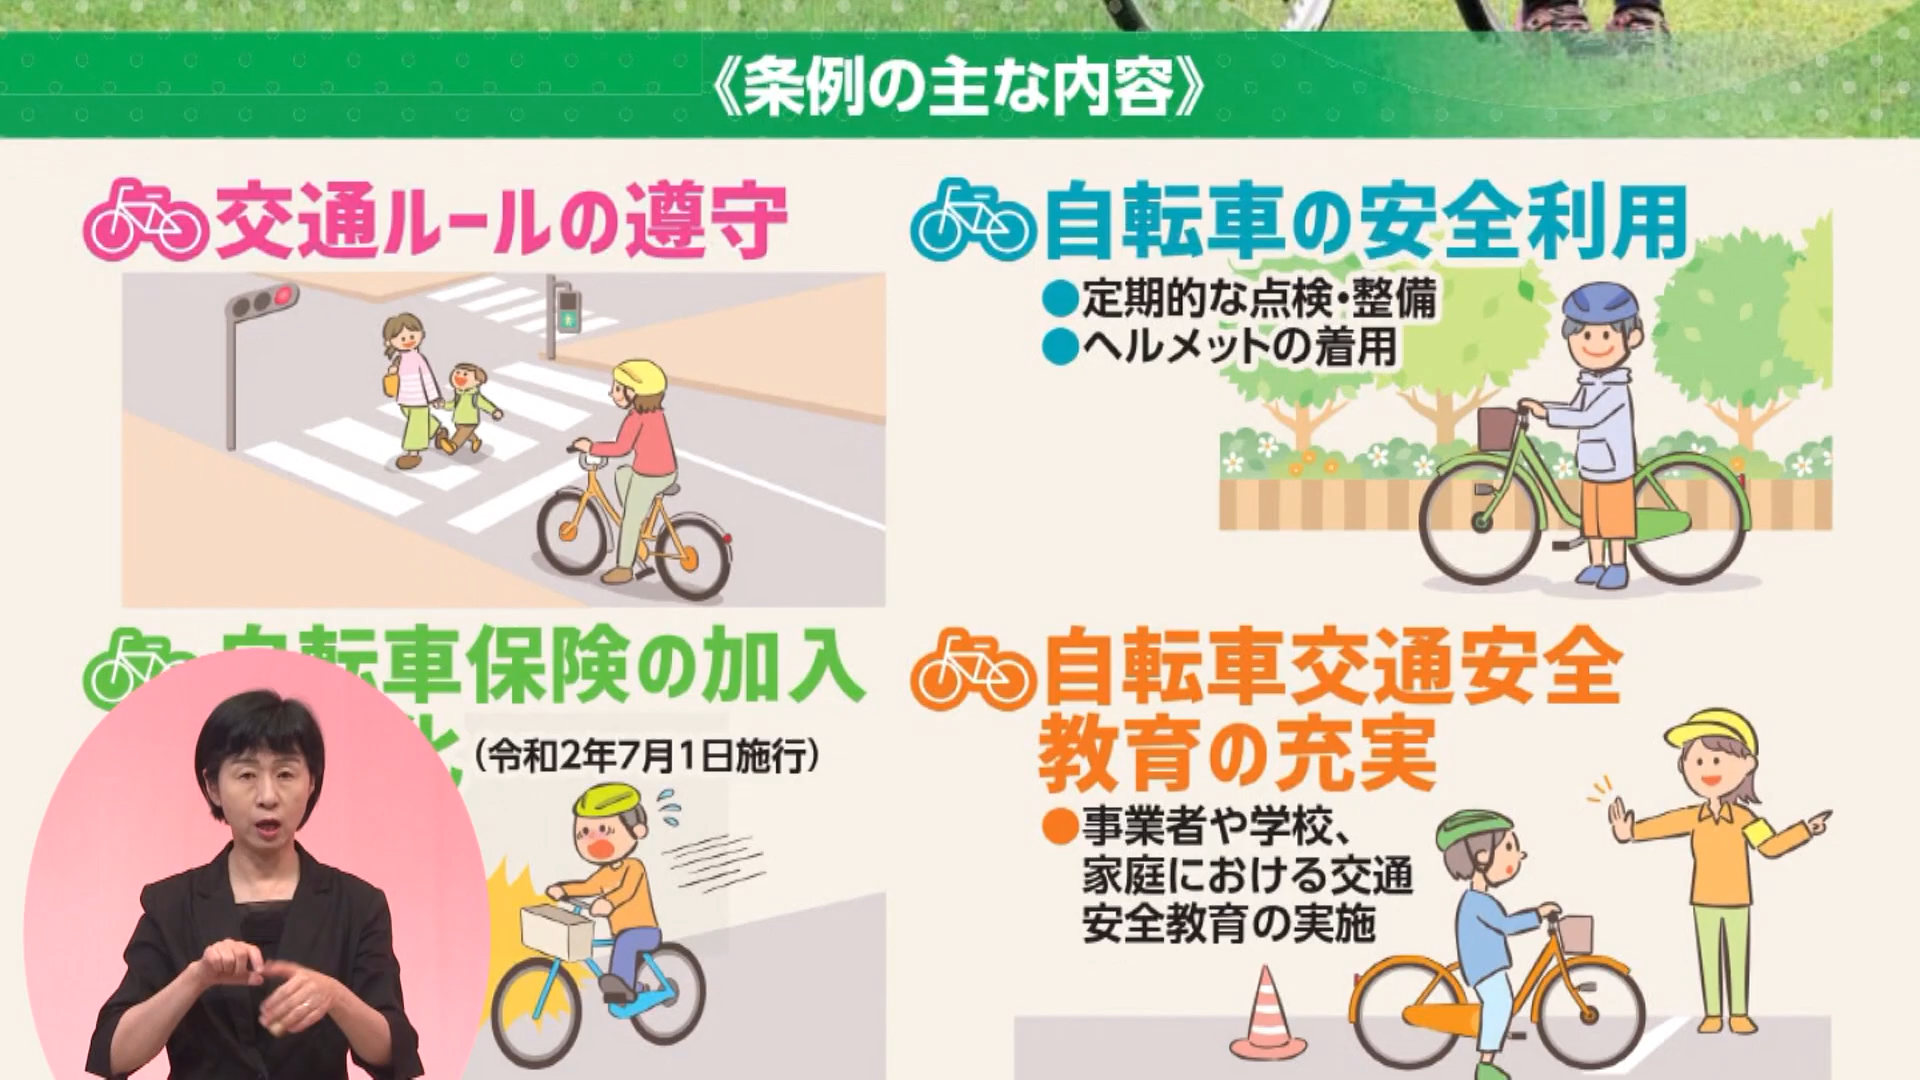 《条例の主な内容》
交通ルールの遵守
自転車の安全利用
●定期的な点検・整備
●ヘルメットの着用
自転車保険の加入
化(令和2年7月1日施行)
自転車交通安全
教育の充実
●事業者や学校、
家庭における交通
安全教育の実施